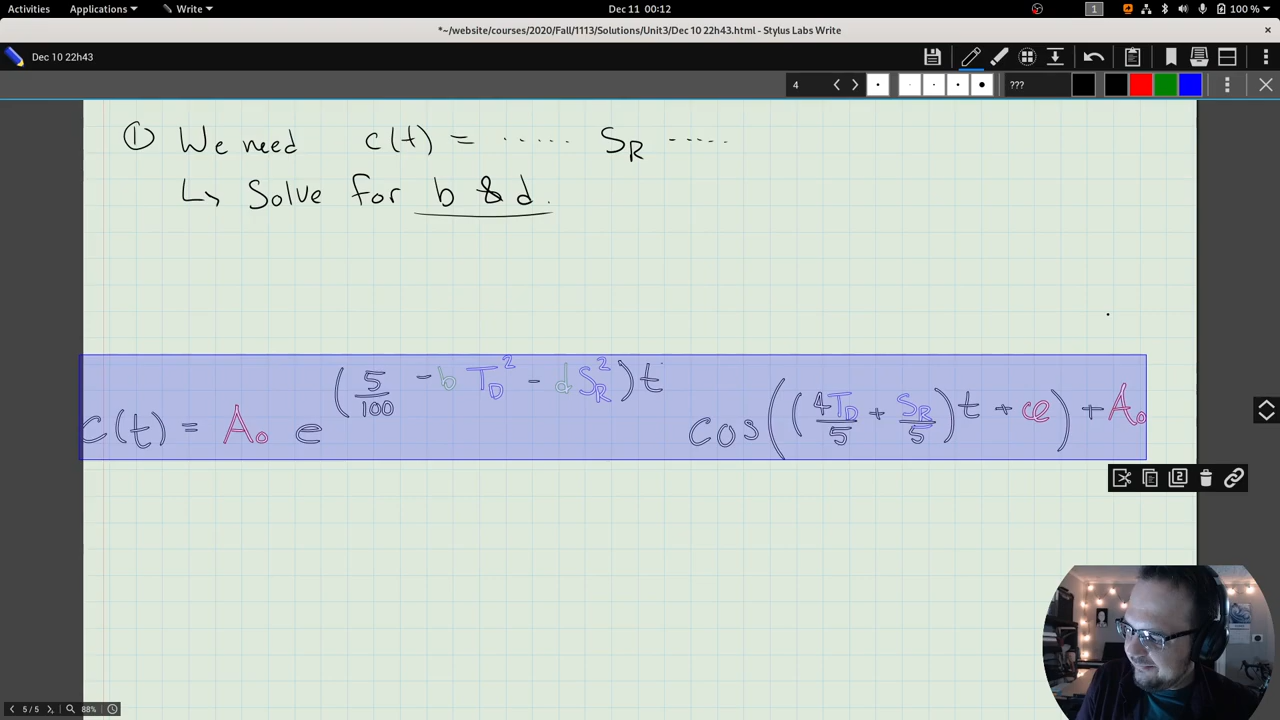 Activities Applications Write Dec 11 00:12 1 100 %
*~/website/courses/2020/Fall/1113/Solutions/Unit3/Dec 10 22h43.html - Stylus Labs Write ×
Dec 10 22h43
4 ???
① We need c(t) = ...... S_R .....
↳ Solve for b & d.
C(t) = A₀ e^(5/100 - b T_D² - d S_R²)t cos((4T_D/5 + S_R/5)t + φ) + A₀
5 / 5 88%